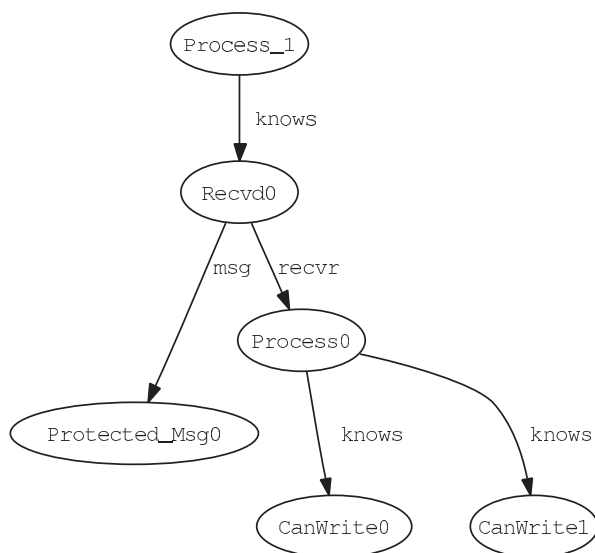 Process_1
knows
Recvd0
msg
recvr
Process0
Protected_Msg0
knows
knows
CanWrite0
CanWrite1